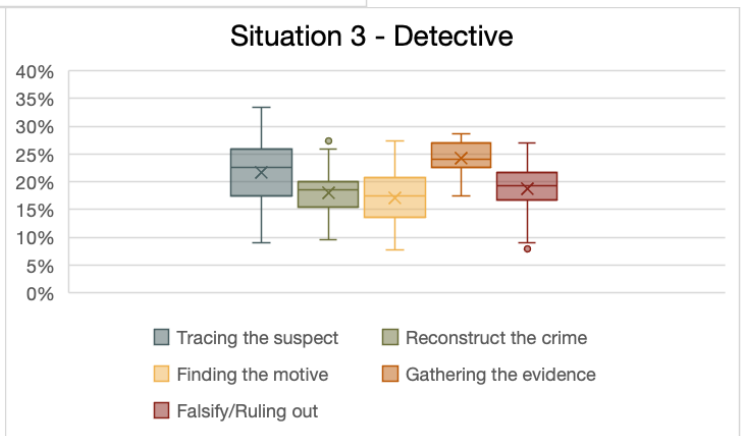 Situation 3 - Detective
40%
35%
30%
25%
20%
15%
10%
5%
0%
Tracing the suspect
Reconstruct the crime
Finding the motive
Gathering the evidence
Falsify/Ruling out